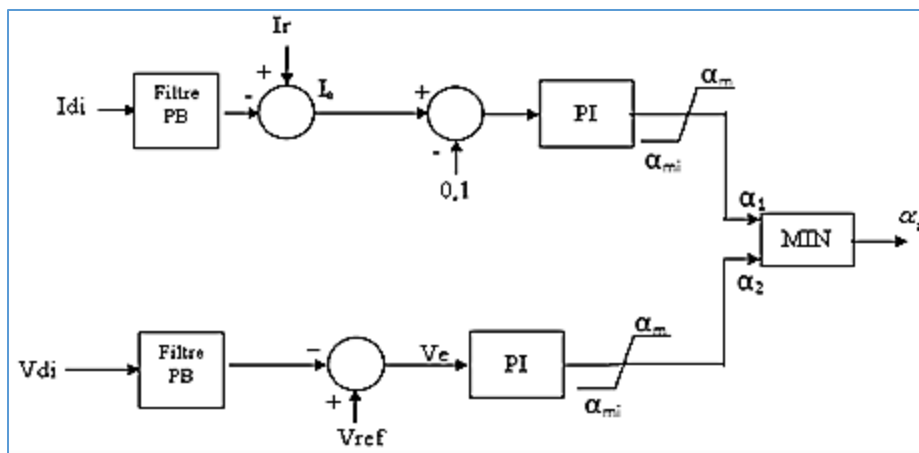 Ir
Idi
Filtre
PB
-
+
Ie
+
-
0,1
PI
αm
αmi
α1
MIN
α2
Vdi
Filtre
PB
−
+
Vref
Ve
PI
αm
αmi